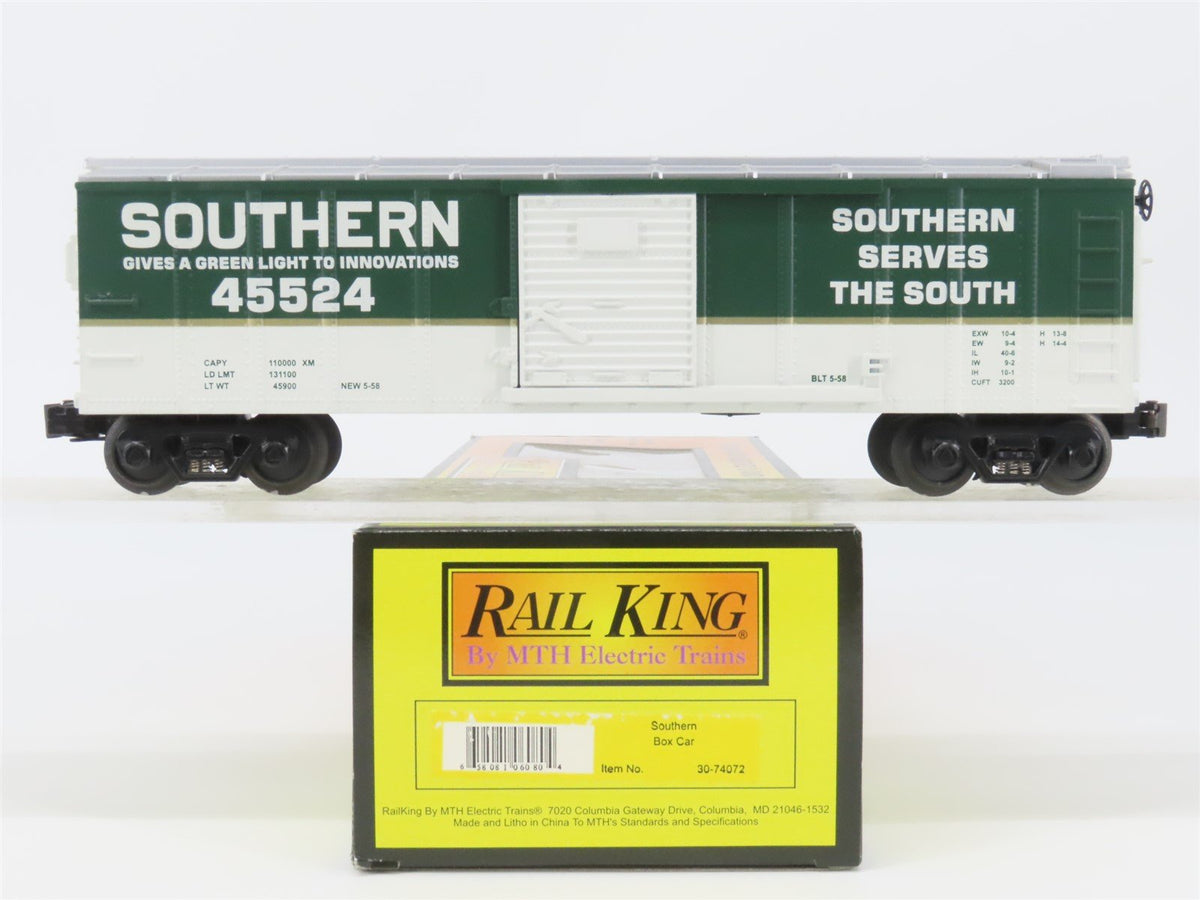 SOUTHERN
GIVES A GREEN LIGHT TO INNOVATIONS
45524
SOUTHERN
SERVES
THE SOUTH
CAPY 110000 XM
LD LMT 131100
LT WT 45900 NEW 5-58
BLT 5-58
EXW 10-4 H 13-8
EW 9-4 H 14-4
IL 40-6
IW 9-2
IH 10-1
CUFT 3200
RAIL KING®
By MTH Electric Trains
Southern
Box Car
Item No. 30-74072
6 58081 06080 4
RailKing By MTH Electric Trains® 7020 Columbia Gateway Drive, Columbia, MD 21046-1532
Made and Litho in China To MTH's Standards and Specifications